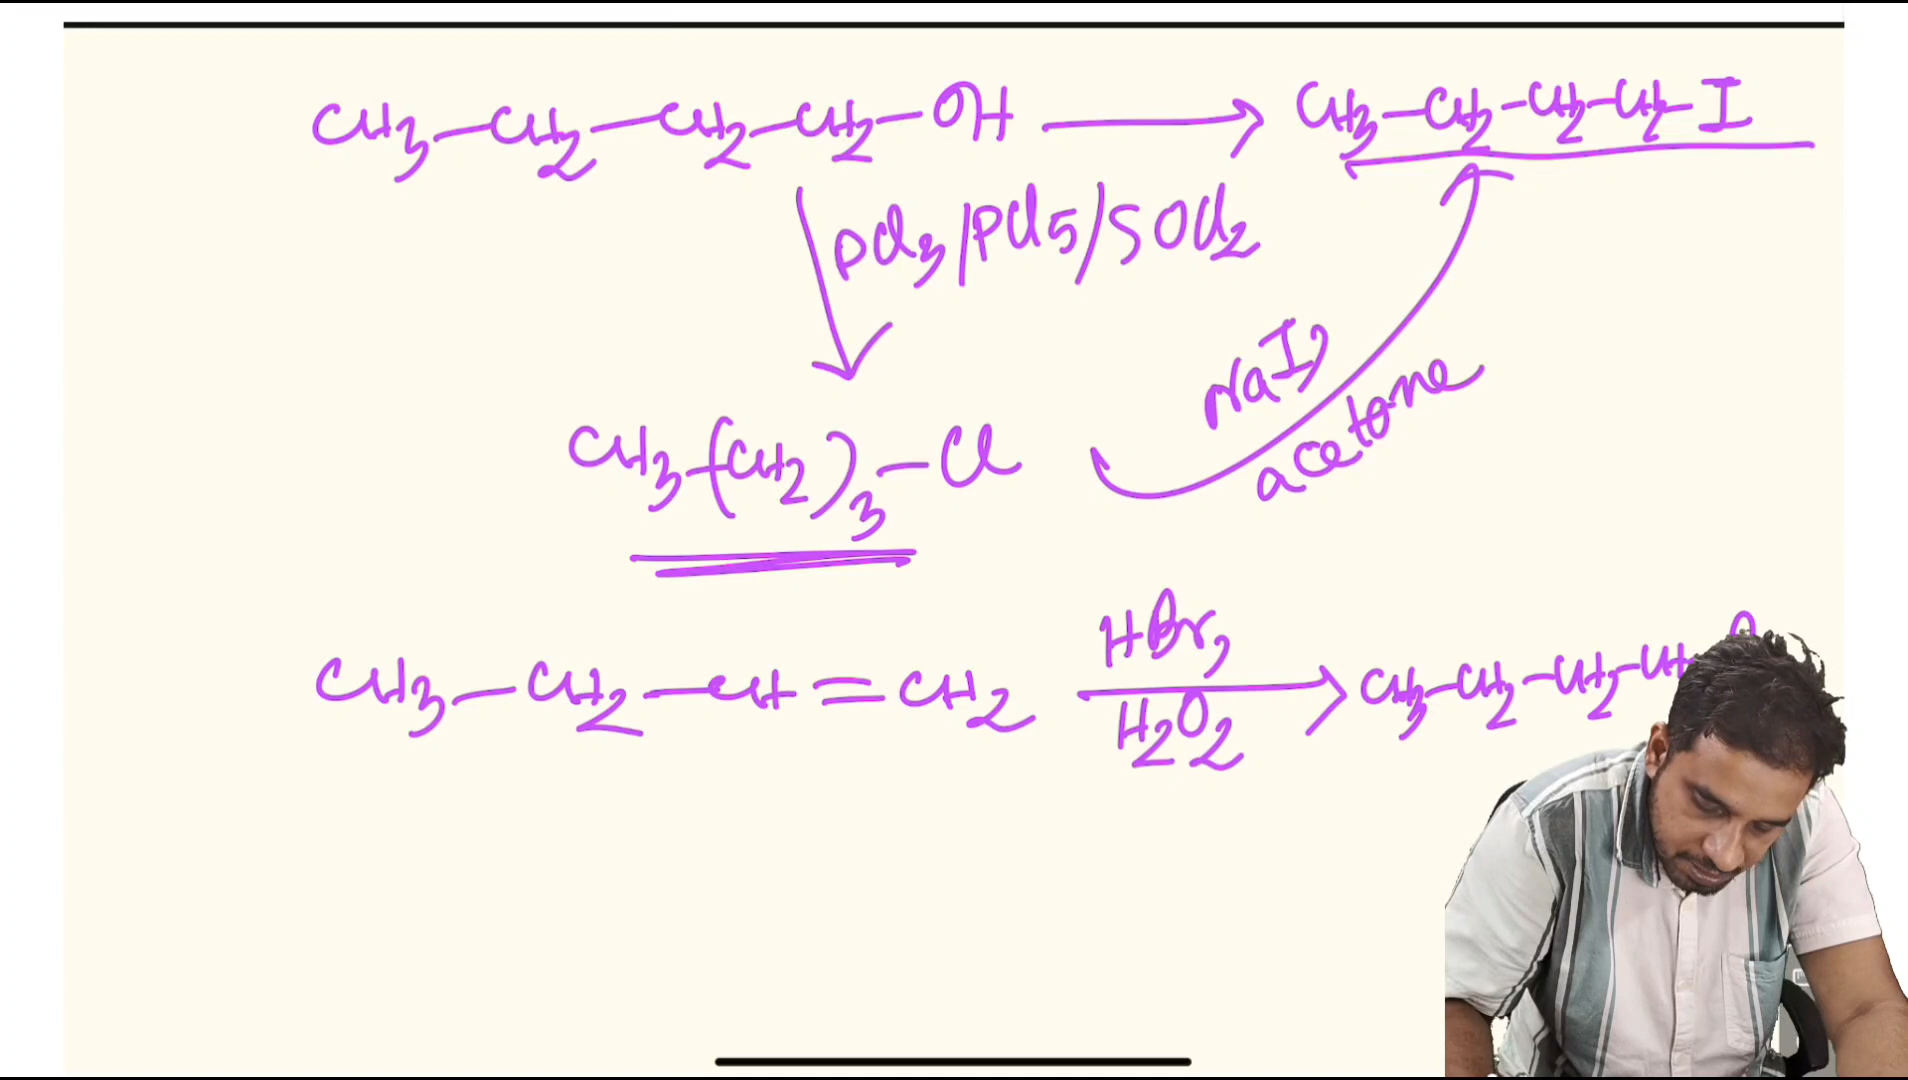 CH3-CH2-CH2-CH2-OH → CH3-CH2-CH2-CH2-I
PCl3/PCl5/SOCl2
NaI,
acetone
CH3-(CH2)3-Cl
HBr,
CH3-CH2-CH=CH2 → CH3-CH2-CH2-CH
H2O2